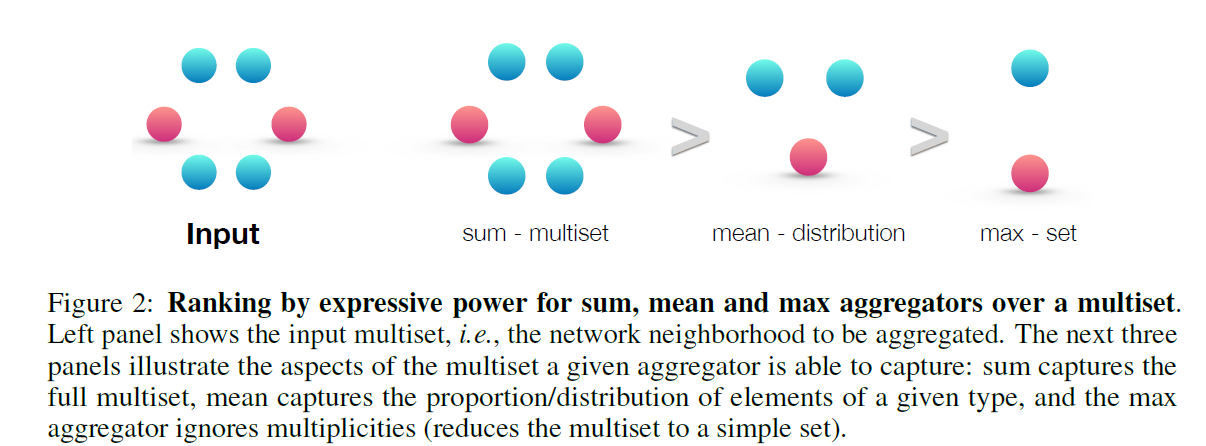 > >
Input sum - multiset mean - distribution max - set
Figure 2: Ranking by expressive power for sum, mean and max aggregators over a multiset.
Left panel shows the input multiset, i.e., the network neighborhood to be aggregated. The next three
panels illustrate the aspects of the multiset a given aggregator is able to capture: sum captures the
full multiset, mean captures the proportion/distribution of elements of a given type, and the max
aggregator ignores multiplicities (reduces the multiset to a simple set).